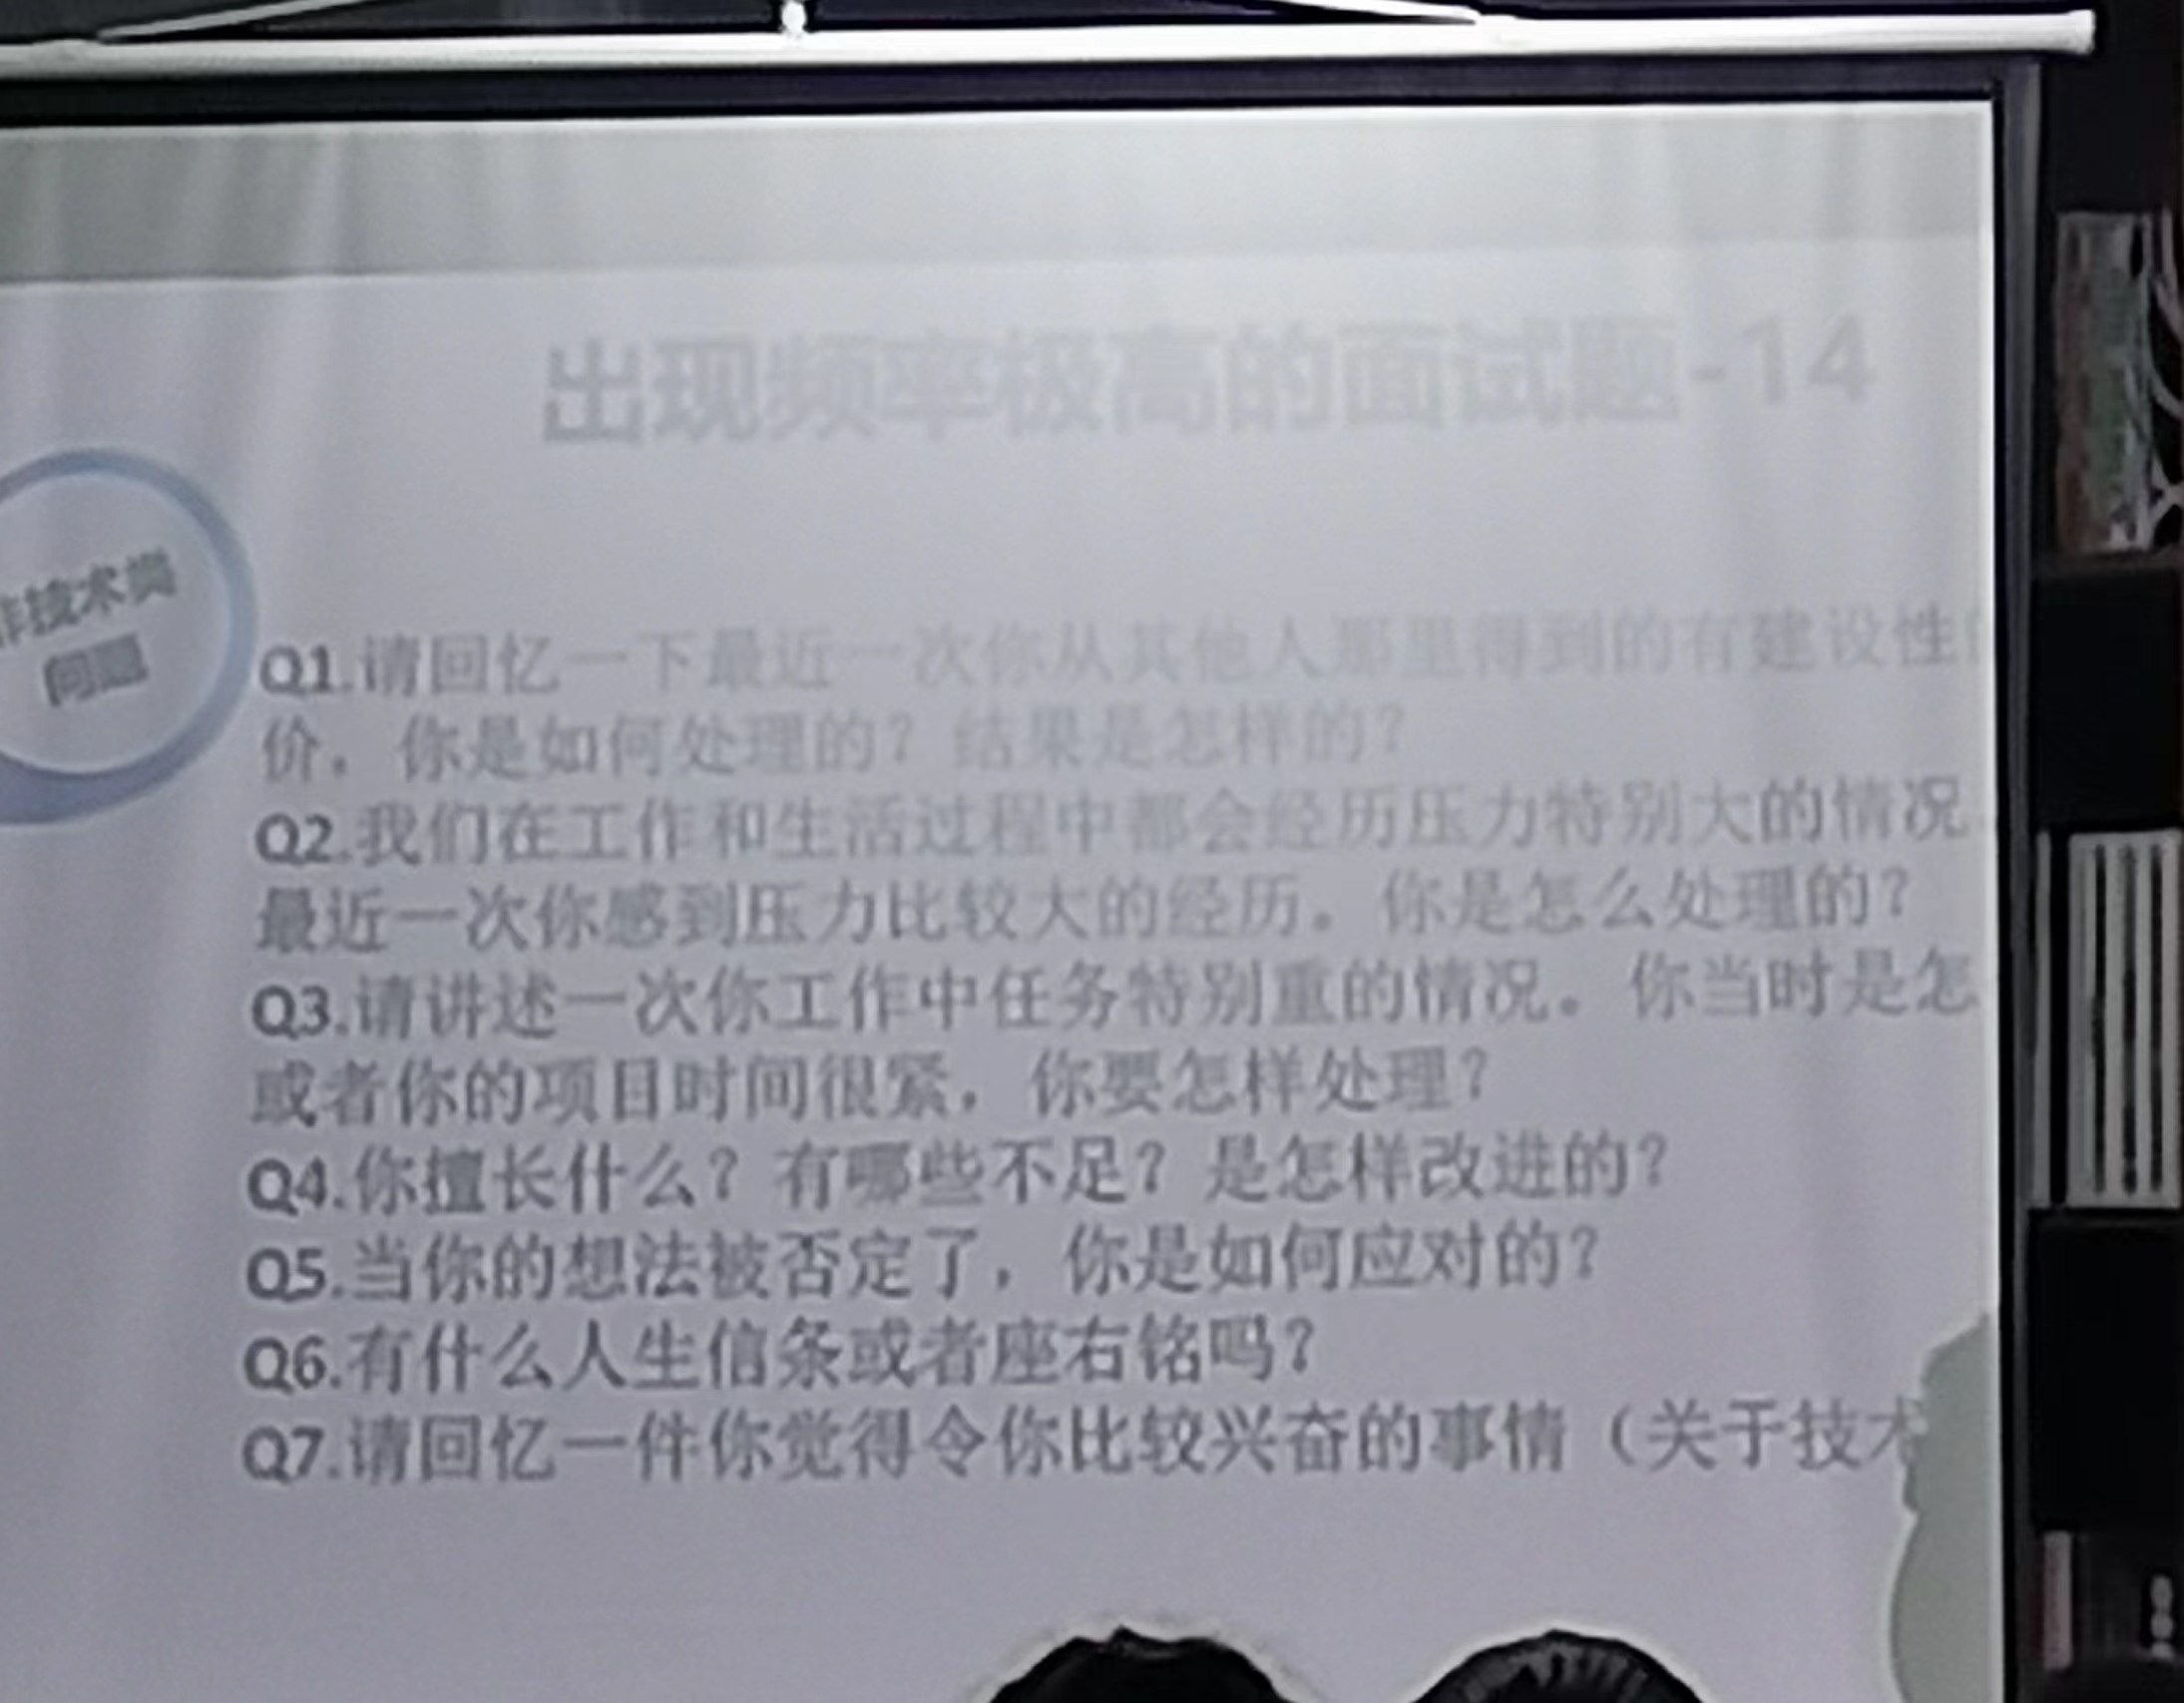 出现频率极高的面试题-14
技术类
问题
Q1.请回忆一下最近一次你从其他人那里得到的有建设性
价，你是如何处理的？结果是怎样的？
Q2.我们在工作和生活过程中都会经历压力特别大的情况
最近一次你感到压力比较大的经历。你是怎么处理的？
Q3.请讲述一次你工作中任务特别重的情况。你当时是怎
或者你的项目时间很紧，你要怎样处理？
Q4.你擅长什么？有哪些不足？是怎样改进的？
Q5.当你的想法被否定了，你是如何应对的？
Q6.有什么人生信条或者座右铭吗？
Q7.请回忆一件你觉得令你比较兴奋的事情（关于技术